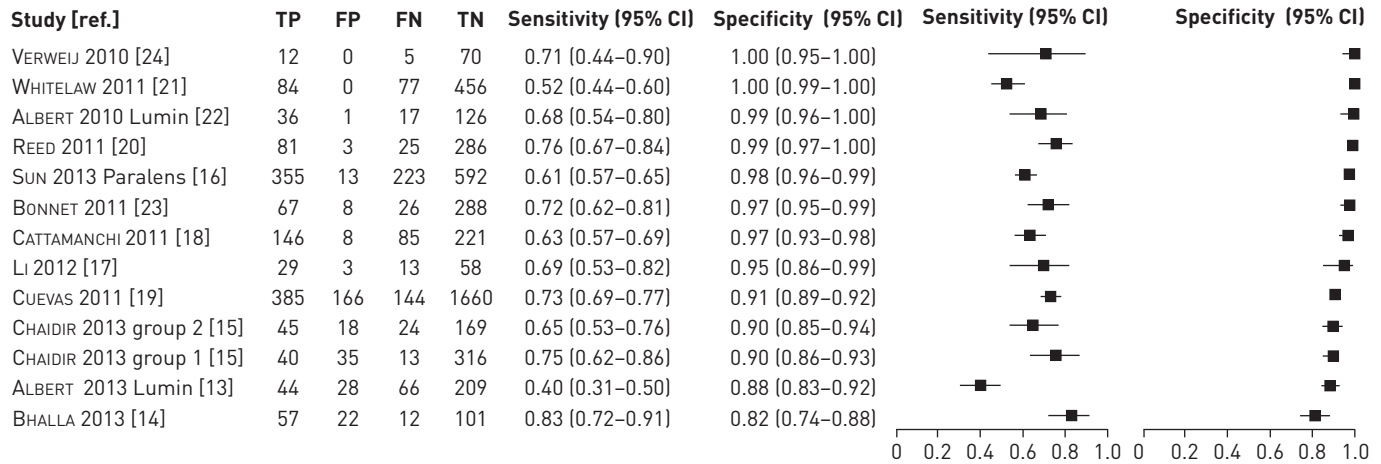 Study [ref.] TP FP FN TN Sensitivity (95% CI) Specificity (95% CI) Sensitivity (95% CI) Specificity (95% CI)
VERWEIJ 2010 [24] 12 0 5 70 0.71 (0.44–0.90) 1.00 (0.95–1.00)
WHITELAW 2011 [21] 84 0 77 456 0.52 (0.44–0.60) 1.00 (0.99–1.00)
ALBERT 2010 Lumin [22] 36 1 17 126 0.68 (0.54–0.80) 0.99 (0.96–1.00)
REED 2011 [20] 81 3 25 286 0.76 (0.67–0.84) 0.99 (0.97–1.00)
SUN 2013 Paralens [16] 355 13 223 592 0.61 (0.57–0.65) 0.98 (0.96–0.99)
BONNET 2011 [23] 67 8 26 288 0.72 (0.62–0.81) 0.97 (0.95–0.99)
CATTAMANCHI 2011 [18] 146 8 85 221 0.63 (0.57–0.69) 0.97 (0.93–0.98)
LI 2012 [17] 29 3 13 58 0.69 (0.53–0.82) 0.95 (0.86–0.99)
CUEVAS 2011 [19] 385 166 144 1660 0.73 (0.69–0.77) 0.91 (0.89–0.92)
CHAIDIR 2013 group 2 [15] 45 18 24 169 0.65 (0.53–0.76) 0.90 (0.85–0.94)
CHAIDIR 2013 group 1 [15] 40 35 13 316 0.75 (0.62–0.86) 0.90 (0.86–0.93)
ALBERT 2013 Lumin [13] 44 28 66 209 0.40 (0.31–0.50) 0.88 (0.83–0.92)
BHALLA 2013 [14] 57 22 12 101 0.83 (0.72–0.91) 0.82 (0.74–0.88)
0 0.2 0.4 0.6 0.8 1.0 0 0.2 0.4 0.6 0.8 1.0